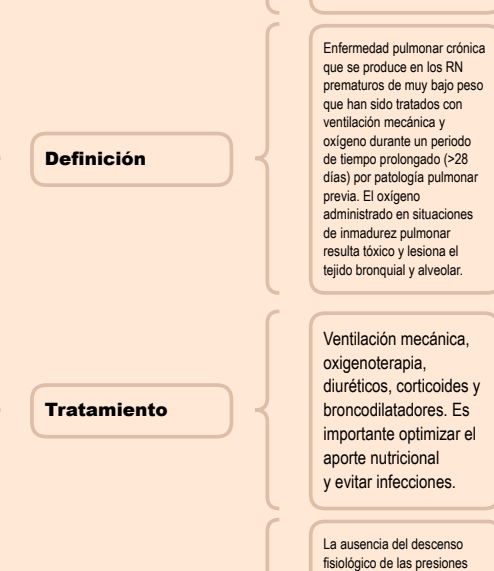 Definición
Enfermedad pulmonar crónica
que se produce en los RN
prematuros de muy bajo peso
que han sido tratados con
ventilación mecánica y
oxígeno durante un periodo
de tiempo prolongado (>28
días) por patología pulmonar
previa. El oxígeno
administrado en situaciones
de inmadurez pulmonar
resulta tóxico y lesiona el
tejido bronquial y alveolar.
Tratamiento
Ventilación mecánica,
oxigenoterapia,
diuréticos, corticoides y
broncodilatadores. Es
importante optimizar el
aporte nutricional
y evitar infecciones.
La ausencia del descenso
fisiológico de las presiones